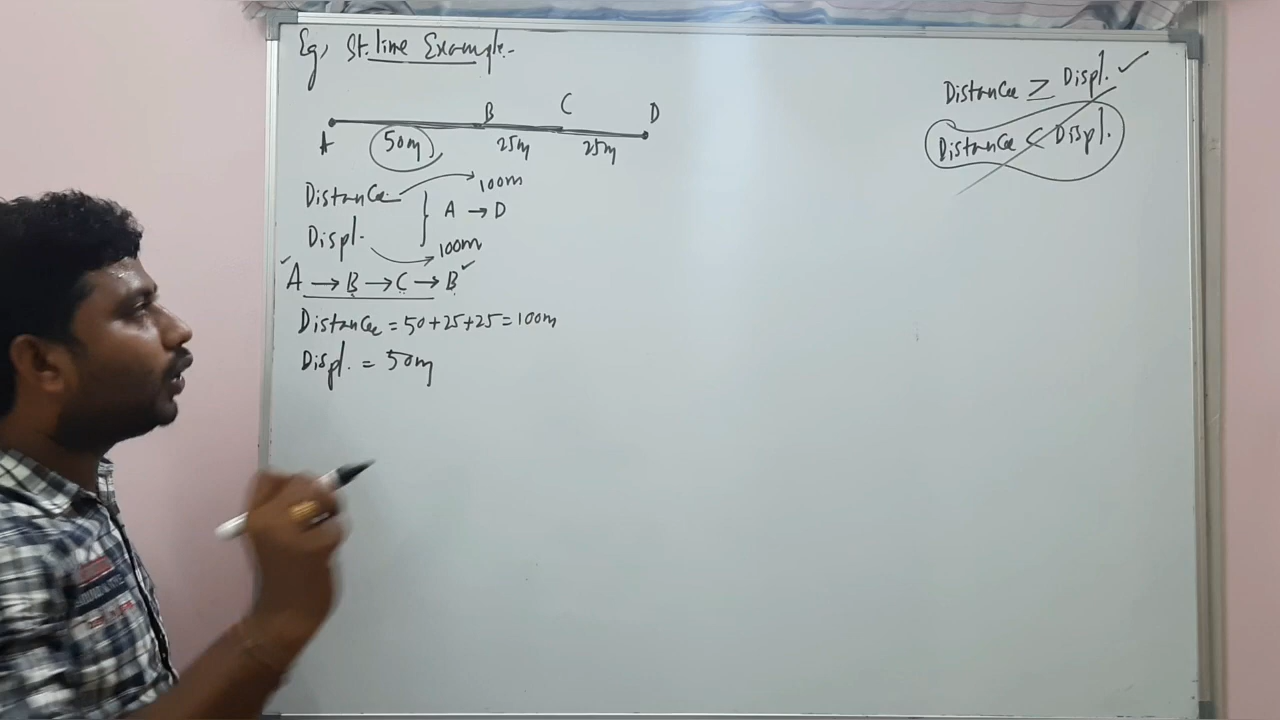 Eg, St. line Example.
A B C D
50m 25m 25m
Distance 100m
A → D
Displ. 100m
A → B → C → B
Distance = 50+25+25=100m
Displ. = 50m
Distance ≥ Displ. ✓
Distance < Displ.